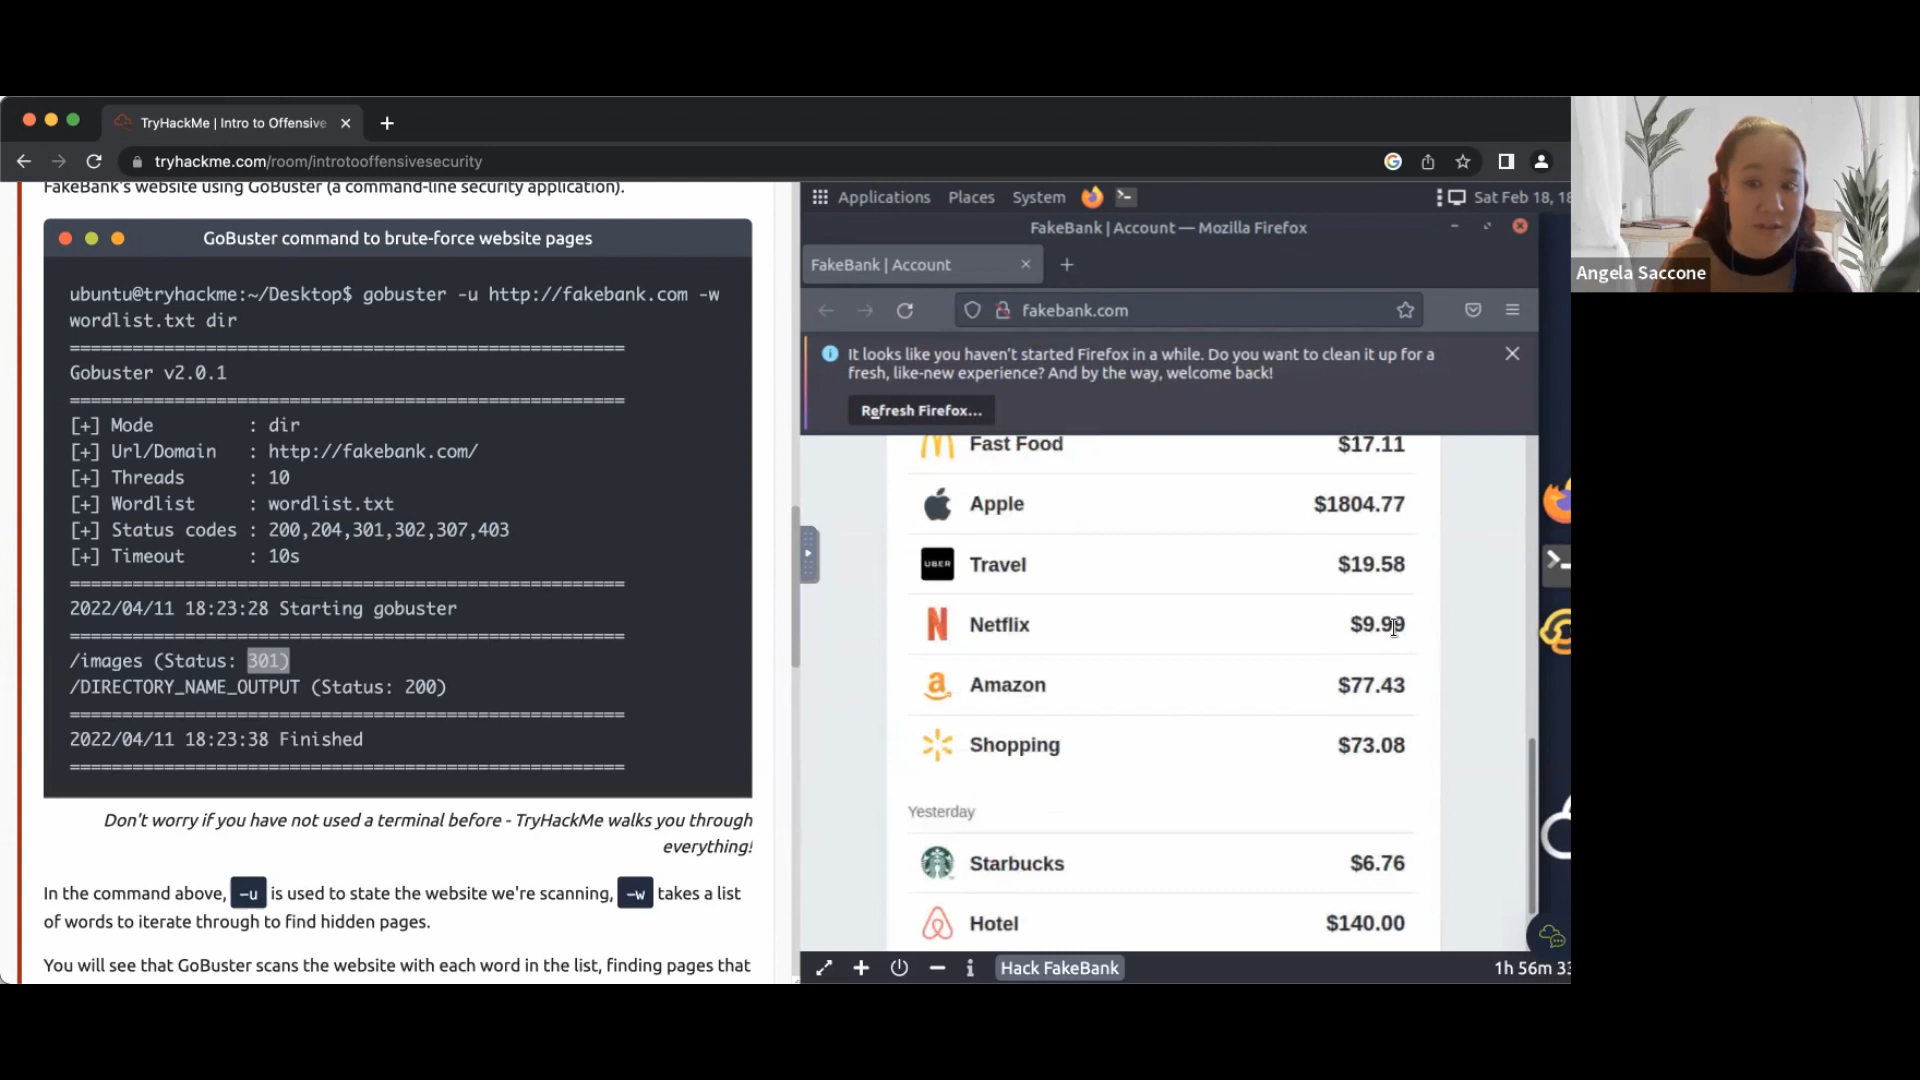 TryHackMe | Intro to Offensive
tryhackme.com/room/introtooffensivesecurity
FakeBank's website using GoBuster (a command-line security application).
GoBuster command to brute-force website pages
ubuntu@tryhackme:~/Desktop$ gobuster -u http://fakebank.com -w
wordlist.txt dir
=====================================================
Gobuster v2.0.1
=====================================================
[+] Mode : dir
[+] Url/Domain : http://fakebank.com/
[+] Threads : 10
[+] Wordlist : wordlist.txt
[+] Status codes : 200,204,301,302,307,403
[+] Timeout : 10s
=====================================================
2022/04/11 18:23:28 Starting gobuster
=====================================================
/images (Status: 301)
/DIRECTORY_NAME_OUTPUT (Status: 200)
=====================================================
2022/04/11 18:23:38 Finished
=====================================================
Don't worry if you have not used a terminal before - TryHackMe walks you through
everything!
In the command above, -u is used to state the website we're scanning, -w takes a list
of words to iterate through to find hidden pages.
You will see that GoBuster scans the website with each word in the list, finding pages that
Applications Places System Sat Feb 18, 18
FakeBank | Account — Mozilla Firefox
FakeBank | Account
fakebank.com
It looks like you haven't started Firefox in a while. Do you want to clean it up for a
fresh, like-new experience? And by the way, welcome back!
Refresh Firefox...
Fast Food $17.11
Apple $1804.77
UBER Travel $19.58
Netflix $9.99
Amazon $77.43
Shopping $73.08
Yesterday
Starbucks $6.76
Hotel $140.00
Hack FakeBank 1h 56m 33
Angela Saccone